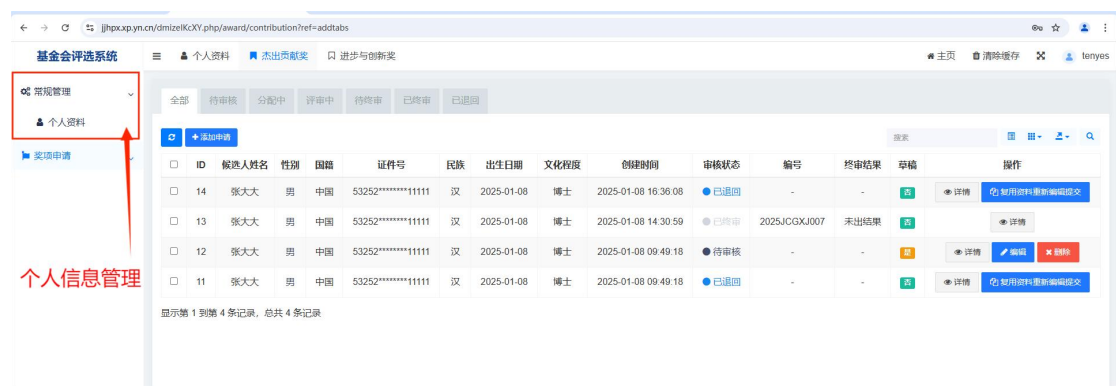 jjhpx.xp.yn.cn/dmizelKcXY.php/award/contribution?ref=addtabs
基金会评选系统 个人资料 杰出贡献奖 进步与创新奖 主页 清除缓存 tenyes
常规管理
个人资料
奖项申请
个人信息管理
全部 待审核 分配中 评审中 待终审 已终审 已退回
+添加申请 搜索
ID 候选人姓名 性别 国籍 证件号 民族 出生日期 文化程度 创建时间 审核状态 编号 终审结果 草稿 操作
14 张大大 男 中国 53252********11111 汉 2025-01-08 博士 2025-01-08 16:36:08 已退回 - - 否 详情 复用资料重新编辑提交
13 张大大 男 中国 53252********11111 汉 2025-01-08 博士 2025-01-08 14:30:59 已终审 2025JCGXJ007 未出结果 否 详情
12 张大大 男 中国 53252********11111 汉 2025-01-08 博士 2025-01-08 09:49:18 待审核 - - 是 详情 编辑 删除
11 张大大 男 中国 53252********11111 汉 2025-01-08 博士 2025-01-08 09:49:18 已退回 - - 否 详情 复用资料重新编辑提交
显示第 1 到第 4 条记录，总共 4 条记录